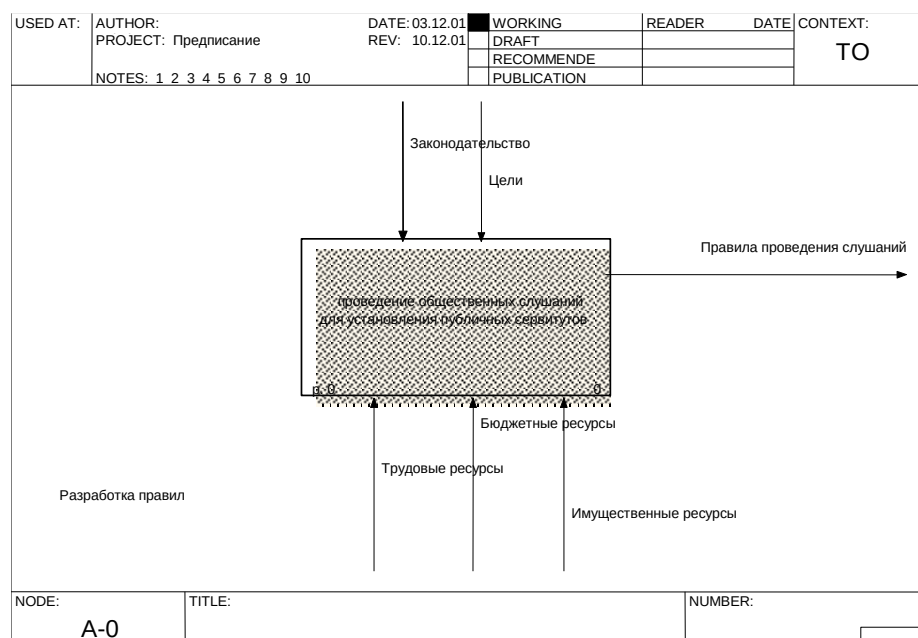 USED AT:
AUTHOR:
DATE: 03.12.01
WORKING
READER
DATE
CONTEXT:
PROJECT: Предписание
REV: 10.12.01
DRAFT
TO
RECOMMENDE
NOTES: 1 2 3 4 5 6 7 8 9 10
PUBLICATION
Законодательство
Цели
Правила проведения слушаний
проведение общественных слушаний
для установления публичных сервитутов
р. 0
0
Бюджетные ресурсы
Трудовые ресурсы
Разработка правил
Имущественные ресурсы
NODE:
TITLE:
NUMBER:
A-0